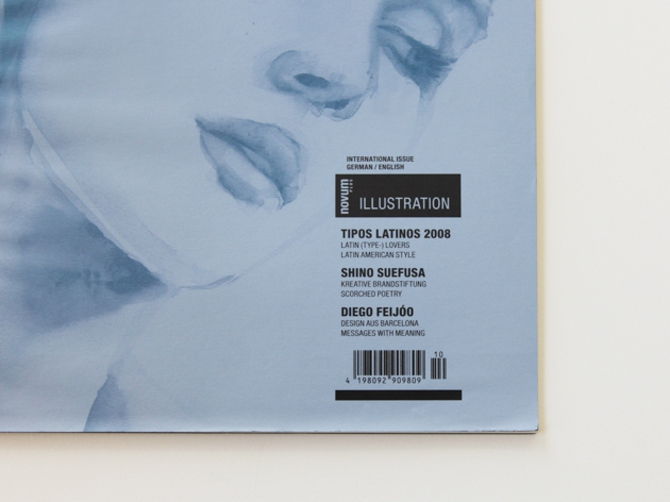 INTERNATIONAL ISSUE
GERMAN / ENGLISH
novum PLUS
ILLUSTRATION
TIPOS LATINOS 2008
LATIN (TYPE-) LOVERS
LATIN AMERICAN STYLE
SHINO SUEFUSA
KREATIVE BRANDSTIFTUNG
SCORCHED POETRY
DIEGO FEIJÓO
DESIGN AUS BARCELONA
MESSAGES WITH MEANING
10
4 198092 909809